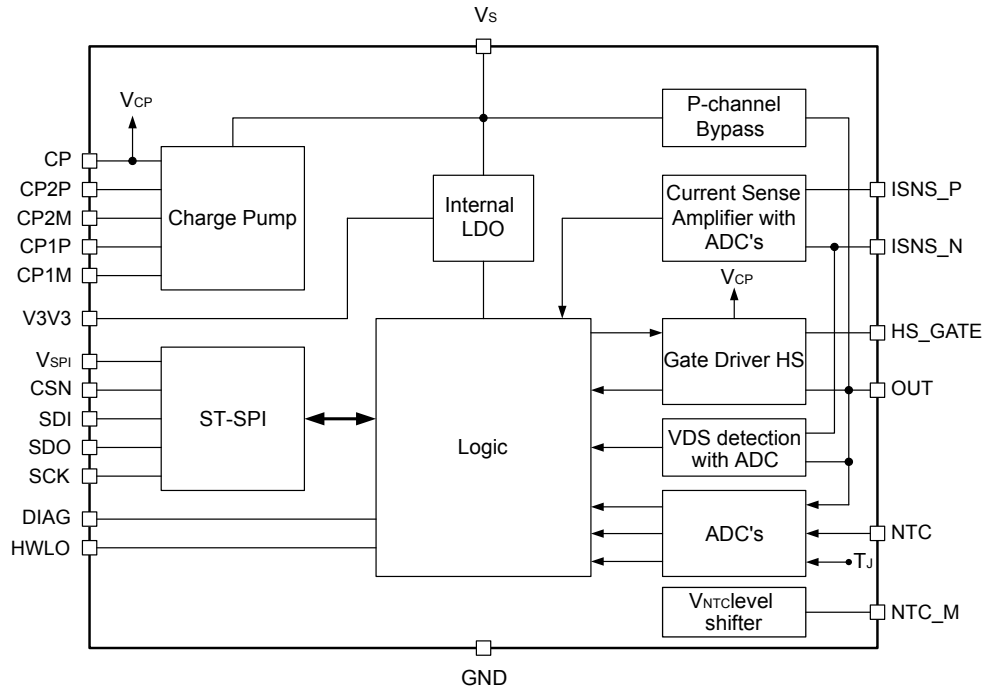 VS
VCP
CP
CP2P
CP2M
CP1P
CP1M
V3V3
VSPI
CSN
SDI
SDO
SCK
DIAG
HWLO
Charge Pump
ST-SPI
Internal
LDO
Logic
P-channel
Bypass
Current Sense
Amplifier with
ADC's
VCP
Gate Driver HS
VDS detection
with ADC
ADC's
TJ
VNTClevel
shifter
ISNS_P
ISNS_N
HS_GATE
OUT
NTC
NTC_M
GND